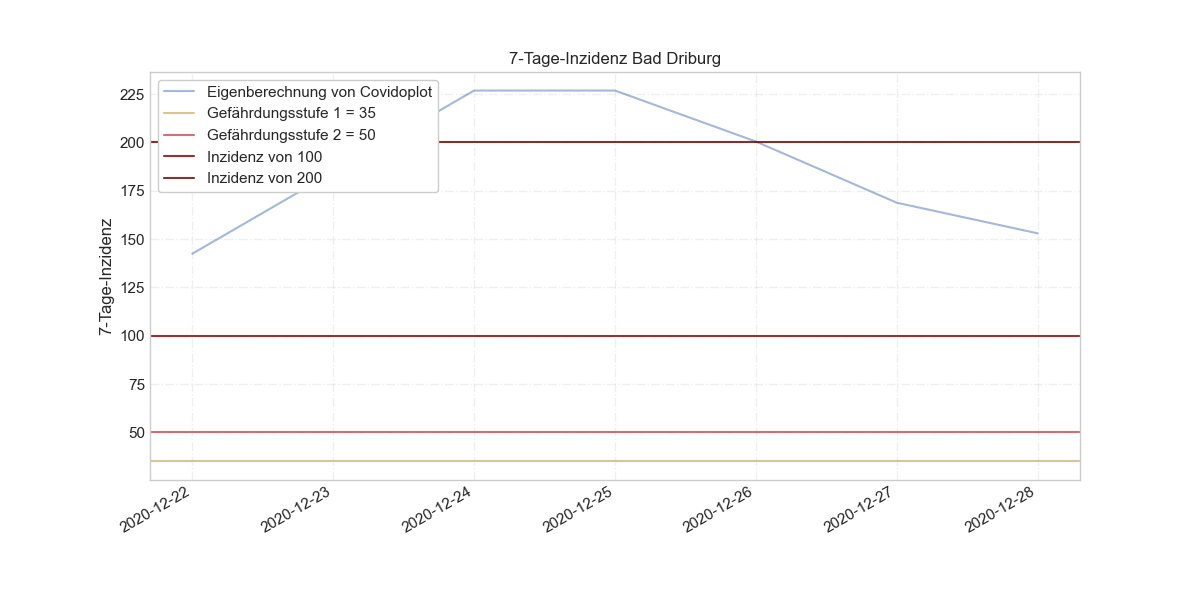 7-Tage-Inzidenz Bad Driburg
Eigenberechnung von Covidoplot
Gefährdungsstufe 1 = 35
Gefährdungsstufe 2 = 50
Inzidenz von 100
Inzidenz von 200
7-Tage-Inzidenz
225
200
175
150
125
100
75
50
2020-12-22
2020-12-23
2020-12-24
2020-12-25
2020-12-26
2020-12-27
2020-12-28